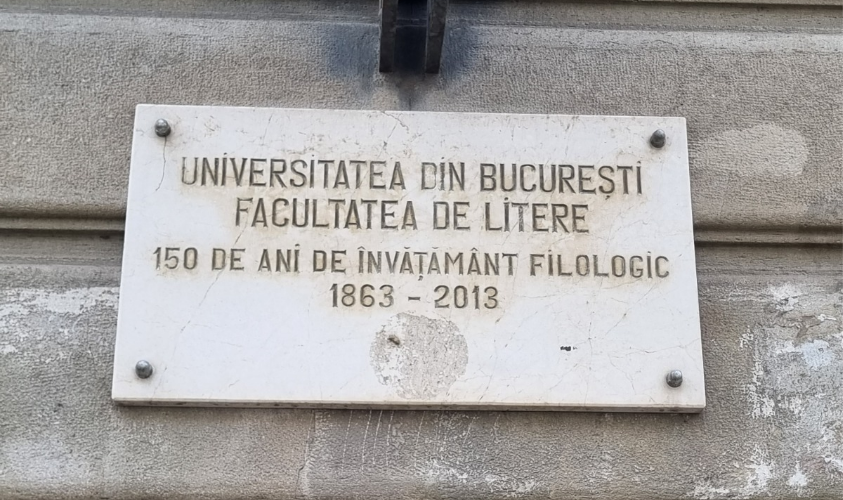 UNIVERSITATEA DIN BUCUREȘTI
FACULTATEA DE LITERE
150 DE ANI DE ÎNVĂȚĂMÂNT FILOLOGIC
1863 - 2013